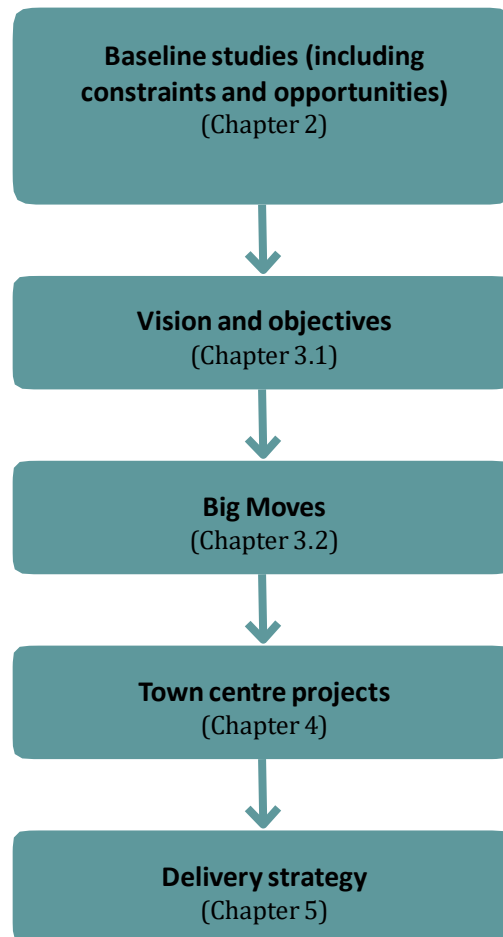 Baseline studies (including
constraints and opportunities)
(Chapter 2)
Vision and objectives
(Chapter 3.1)
Big Moves
(Chapter 3.2)
Town centre projects
(Chapter 4)
Delivery strategy
(Chapter 5)